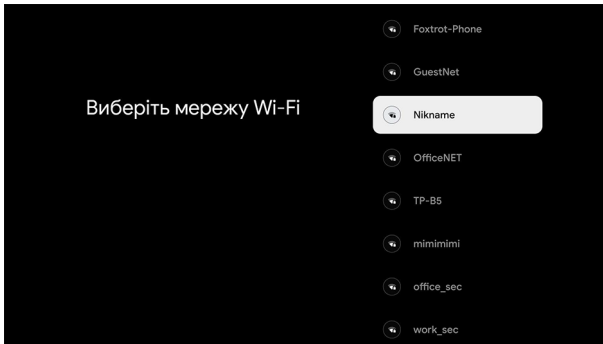 Виберіть мережу Wi-Fi
Foxtrot-Phone
GuestNet
Nikname
OfficeNET
TP-B5
mimimimi
office_sec
work_sec